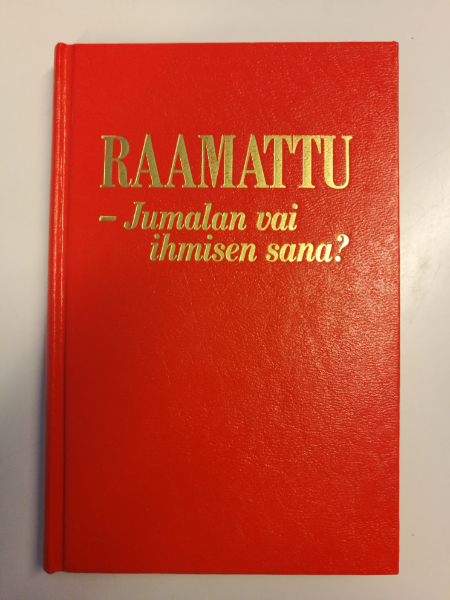 RAAMATTU
– Jumalan vai
ihmisen sana?